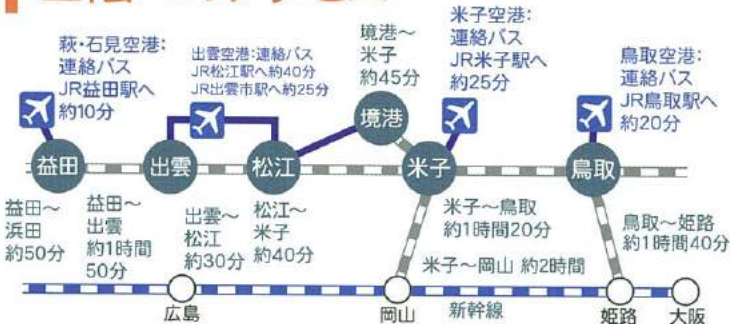 萩・石見空港:
連絡バス
JR益田駅へ
約10分
出雲空港:連絡バス
JR松江駅へ約40分
JR出雲市駅へ約25分
境港～
米子
約45分
米子空港:
連絡バス
JR米子駅へ
約25分
鳥取空港:
連絡バス
JR鳥取駅へ
約20分
境港
益田
出雲
松江
米子
鳥取
益田～
浜田
約50分
益田～
出雲
約1時間
50分
出雲～
松江
約30分
松江～
米子
約40分
米子～鳥取
約1時間20分
鳥取～姫路
約1時間40分
米子～岡山 約2時間
広島
岡山
新幹線
姫路
大阪